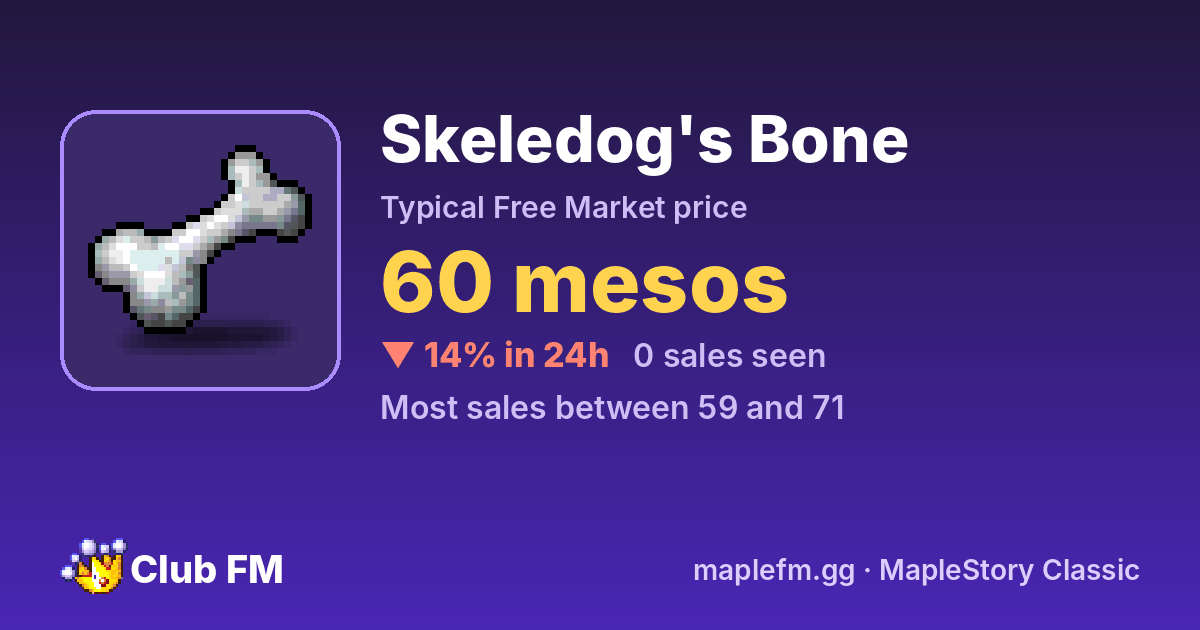 Skeledog's Bone
Typical Free Market price
60 mesos
▼ 14% in 24h 0 sales seen
Most sales between 59 and 71
Club FM
maplefm.gg · MapleStory Classic